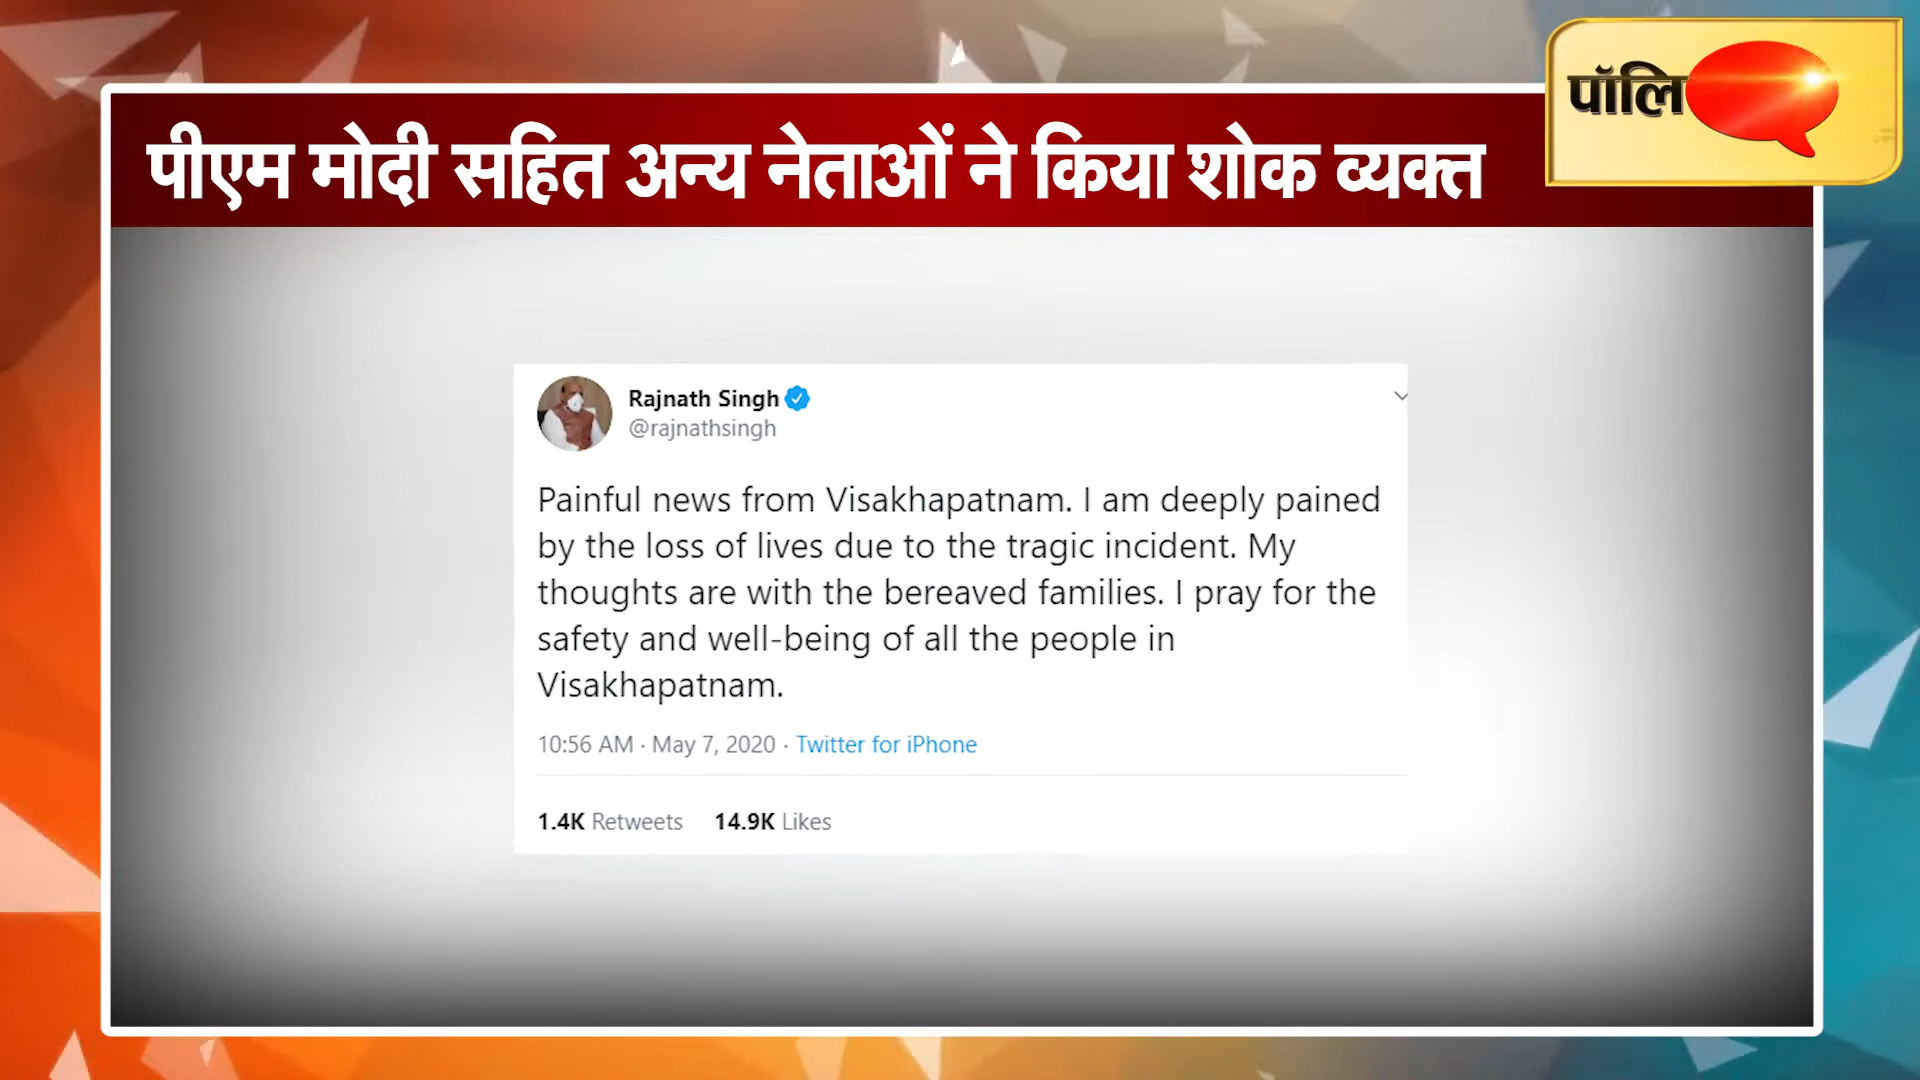 पीएम मोदी सहित अन्य नेताओं ने किया शोक व्यक्त
पॉलि
Rajnath Singh
@rajnathsingh
Painful news from Visakhapatnam. I am deeply pained
by the loss of lives due to the tragic incident. My
thoughts are with the bereaved families. I pray for the
safety and well-being of all the people in
Visakhapatnam.
10:56 AM · May 7, 2020 · Twitter for iPhone
1.4K Retweets 14.9K Likes